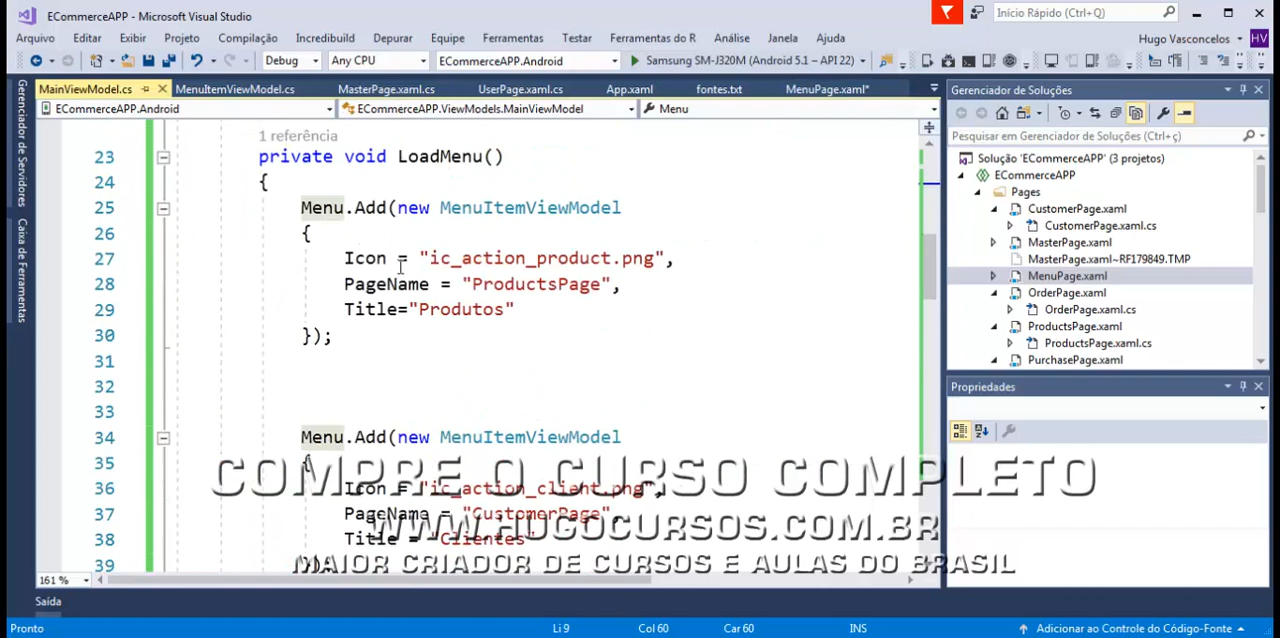 ECommerceAPP - Microsoft Visual Studio
Início Rápido (Ctrl+Q)
Arquivo Editar Exibir Projeto Compilação Incredibuild Depurar Equipe Ferramentas Ferramentas do R Análise Janela Ajuda
Hugo Vasconcelos HV
Debug Any CPU ECommerceAPP.Android Samsung SM-J320M (Android 5.1 – API 22)
MainViewModel.cs MenuItemViewModel.cs MasterPage.xaml.cs UserPage.xaml.cs App.xaml fontes.txt MenuPage.xaml*
ECommerceAPP.Android ECommerceAPP.ViewModels.MainViewModel Menu
Gerenciador de Servidores
Caixa de Ferramentas
1 referência
23 private void LoadMenu()
24 {
25 Menu.Add(new MenuItemViewModel
26 {
27 Icon = "ic_action_product.png",
28 PageName = "ProductsPage",
29 Title="Produtos"
30 });
31
32
33
34 Menu.Add(new MenuItemViewModel
35 {
36 Icon = "ic_action_client.png",
37 PageName = "CustomerPage",
38 Title = "Clientes"
39 });
COMPRE O CURSO COMPLETO
WWW.HUGOCURSOS.COM.BR
MAIOR CRIADOR DE CURSOS E AULAS DO BRASIL
161 %
Gerenciador de Soluções
Pesquisar em Gerenciador de Soluções (Ctrl+ç)
Solução 'ECommerceAPP' (3 projetos)
ECommerceAPP
Pages
CustomerPage.xaml
CustomerPage.xaml.cs
MasterPage.xaml
MasterPage.xaml~RF179849.TMP
MenuPage.xaml
OrderPage.xaml
OrderPage.xaml.cs
ProductsPage.xaml
ProductsPage.xaml.cs
PurchasePage.xaml
Propriedades
Saída
Pronto Li 9 Col 60 Car 60 INS Adicionar ao Controle do Código-Fonte